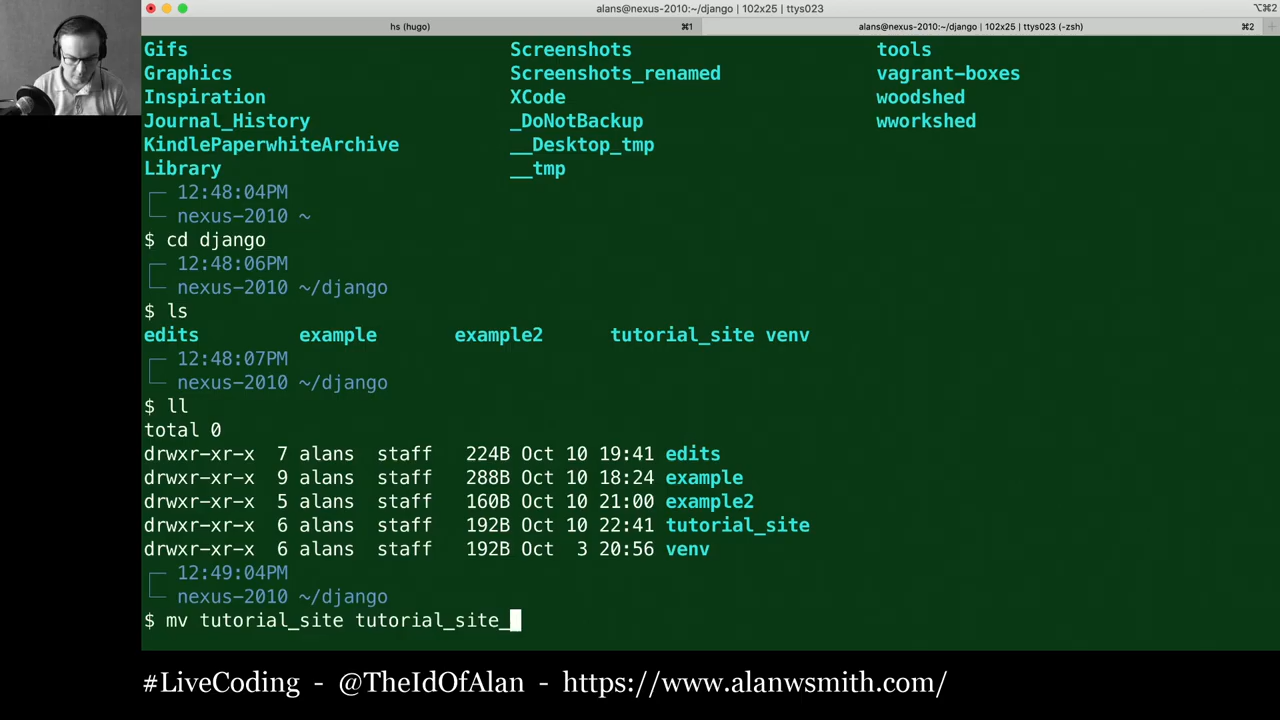 alans@nexus-2010:~/django | 102x25 | ttys023
⌥⌘2
hs (hugo) ⌘1 alans@nexus-2010:~/django | 102x25 | ttys023 (-zsh) ⌘2 +
Gifs Screenshots tools
Graphics Screenshots_renamed vagrant-boxes
Inspiration XCode woodshed
Journal_History _DoNotBackup wworkshed
KindlePaperwhiteArchive __Desktop_tmp
Library __tmp
┌─ 12:48:04PM
└─ nexus-2010 ~
$ cd django
┌─ 12:48:06PM
└─ nexus-2010 ~/django
$ ls
edits example example2 tutorial_site venv
┌─ 12:48:07PM
└─ nexus-2010 ~/django
$ ll
total 0
drwxr-xr-x 7 alans staff 224B Oct 10 19:41 edits
drwxr-xr-x 9 alans staff 288B Oct 10 18:24 example
drwxr-xr-x 5 alans staff 160B Oct 10 21:00 example2
drwxr-xr-x 6 alans staff 192B Oct 10 22:41 tutorial_site
drwxr-xr-x 6 alans staff 192B Oct 3 20:56 venv
┌─ 12:49:04PM
└─ nexus-2010 ~/django
$ mv tutorial_site tutorial_site_
#LiveCoding - @TheIdOfAlan - https://www.alanwsmith.com/